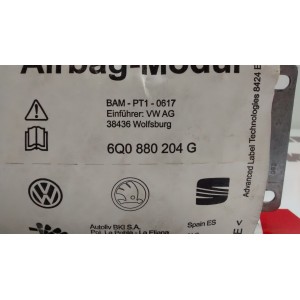 Airbag-Modul
BAM - PT1 - 0617
Einführer: VW AG
38436 Wolfsburg
6Q0 880 204 G
Advanced Label Technologies 8424 E
Autoliv BKI S.A.
Spain ES